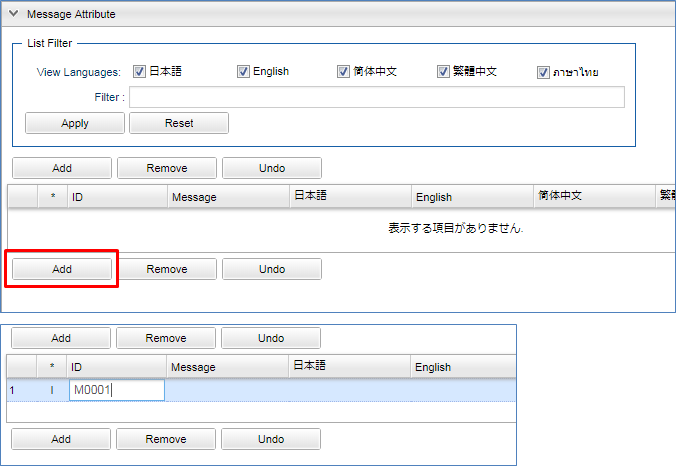 Message Attribute
List Filter
View Languages: 日本語 English 简体中文 繁體中文 ภาษาไทย
Filter :
Apply Reset
Add Remove Undo
* ID Message 日本語 English 简体中文
表示する項目がありません.
Add Remove Undo
Add Remove Undo
* ID Message 日本語 English
1 I M0001
Add Remove Undo